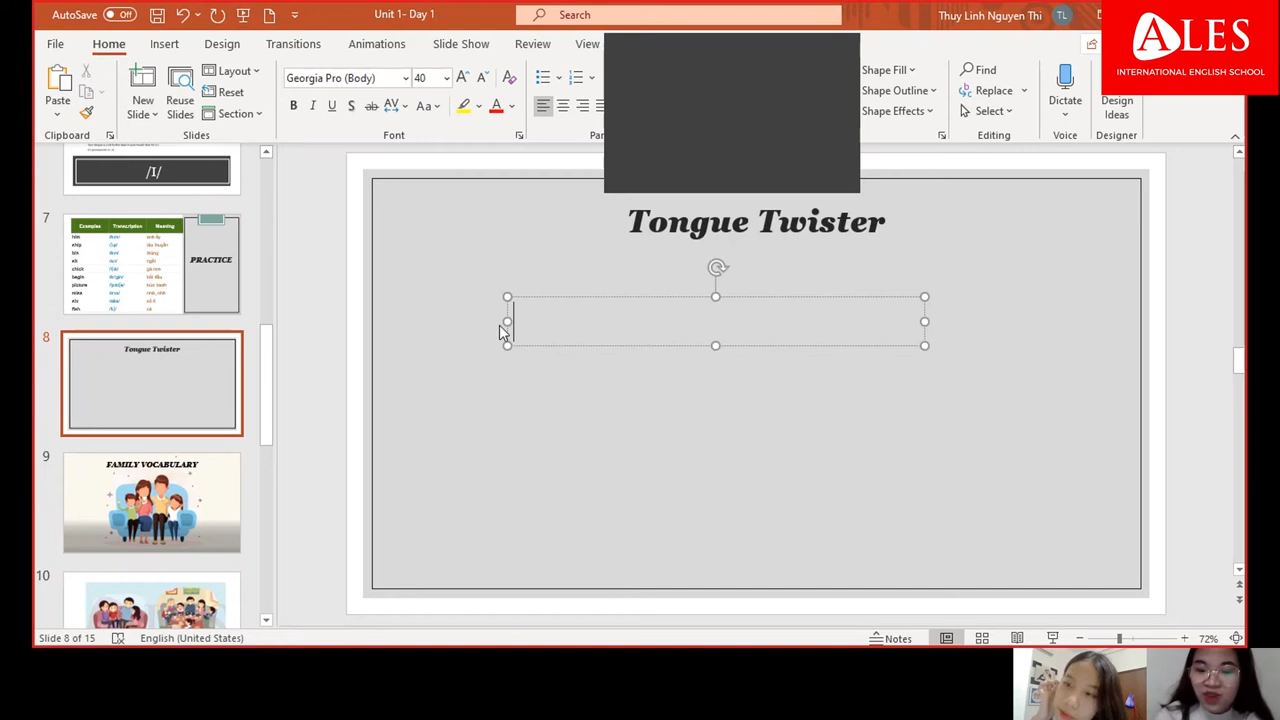 AutoSave
Off
Unit 1- Day 1
Search
Thuy Linh Nguyen Thi
TL
ALES
INTERNATIONAL ENGLISH SCHOOL
File
Home
Insert
Design
Transitions
Animations
Slide Show
Review
View
Paste
New
Slide
Reuse
Slides
Layout
Reset
Section
Georgia Pro (Body)
40
Shape Fill
Shape Outline
Shape Effects
Find
Replace
Select
Dictate
Design
Ideas
Clipboard
Slides
Font
Editing
Voice
Designer
/I/
7
Examples
Transcription
Meaning
PRACTICE
8
Tongue Twister
9
FAMILY VOCABULARY
10
Tongue Twister
Slide 8 of 15
English (United States)
Notes
72%